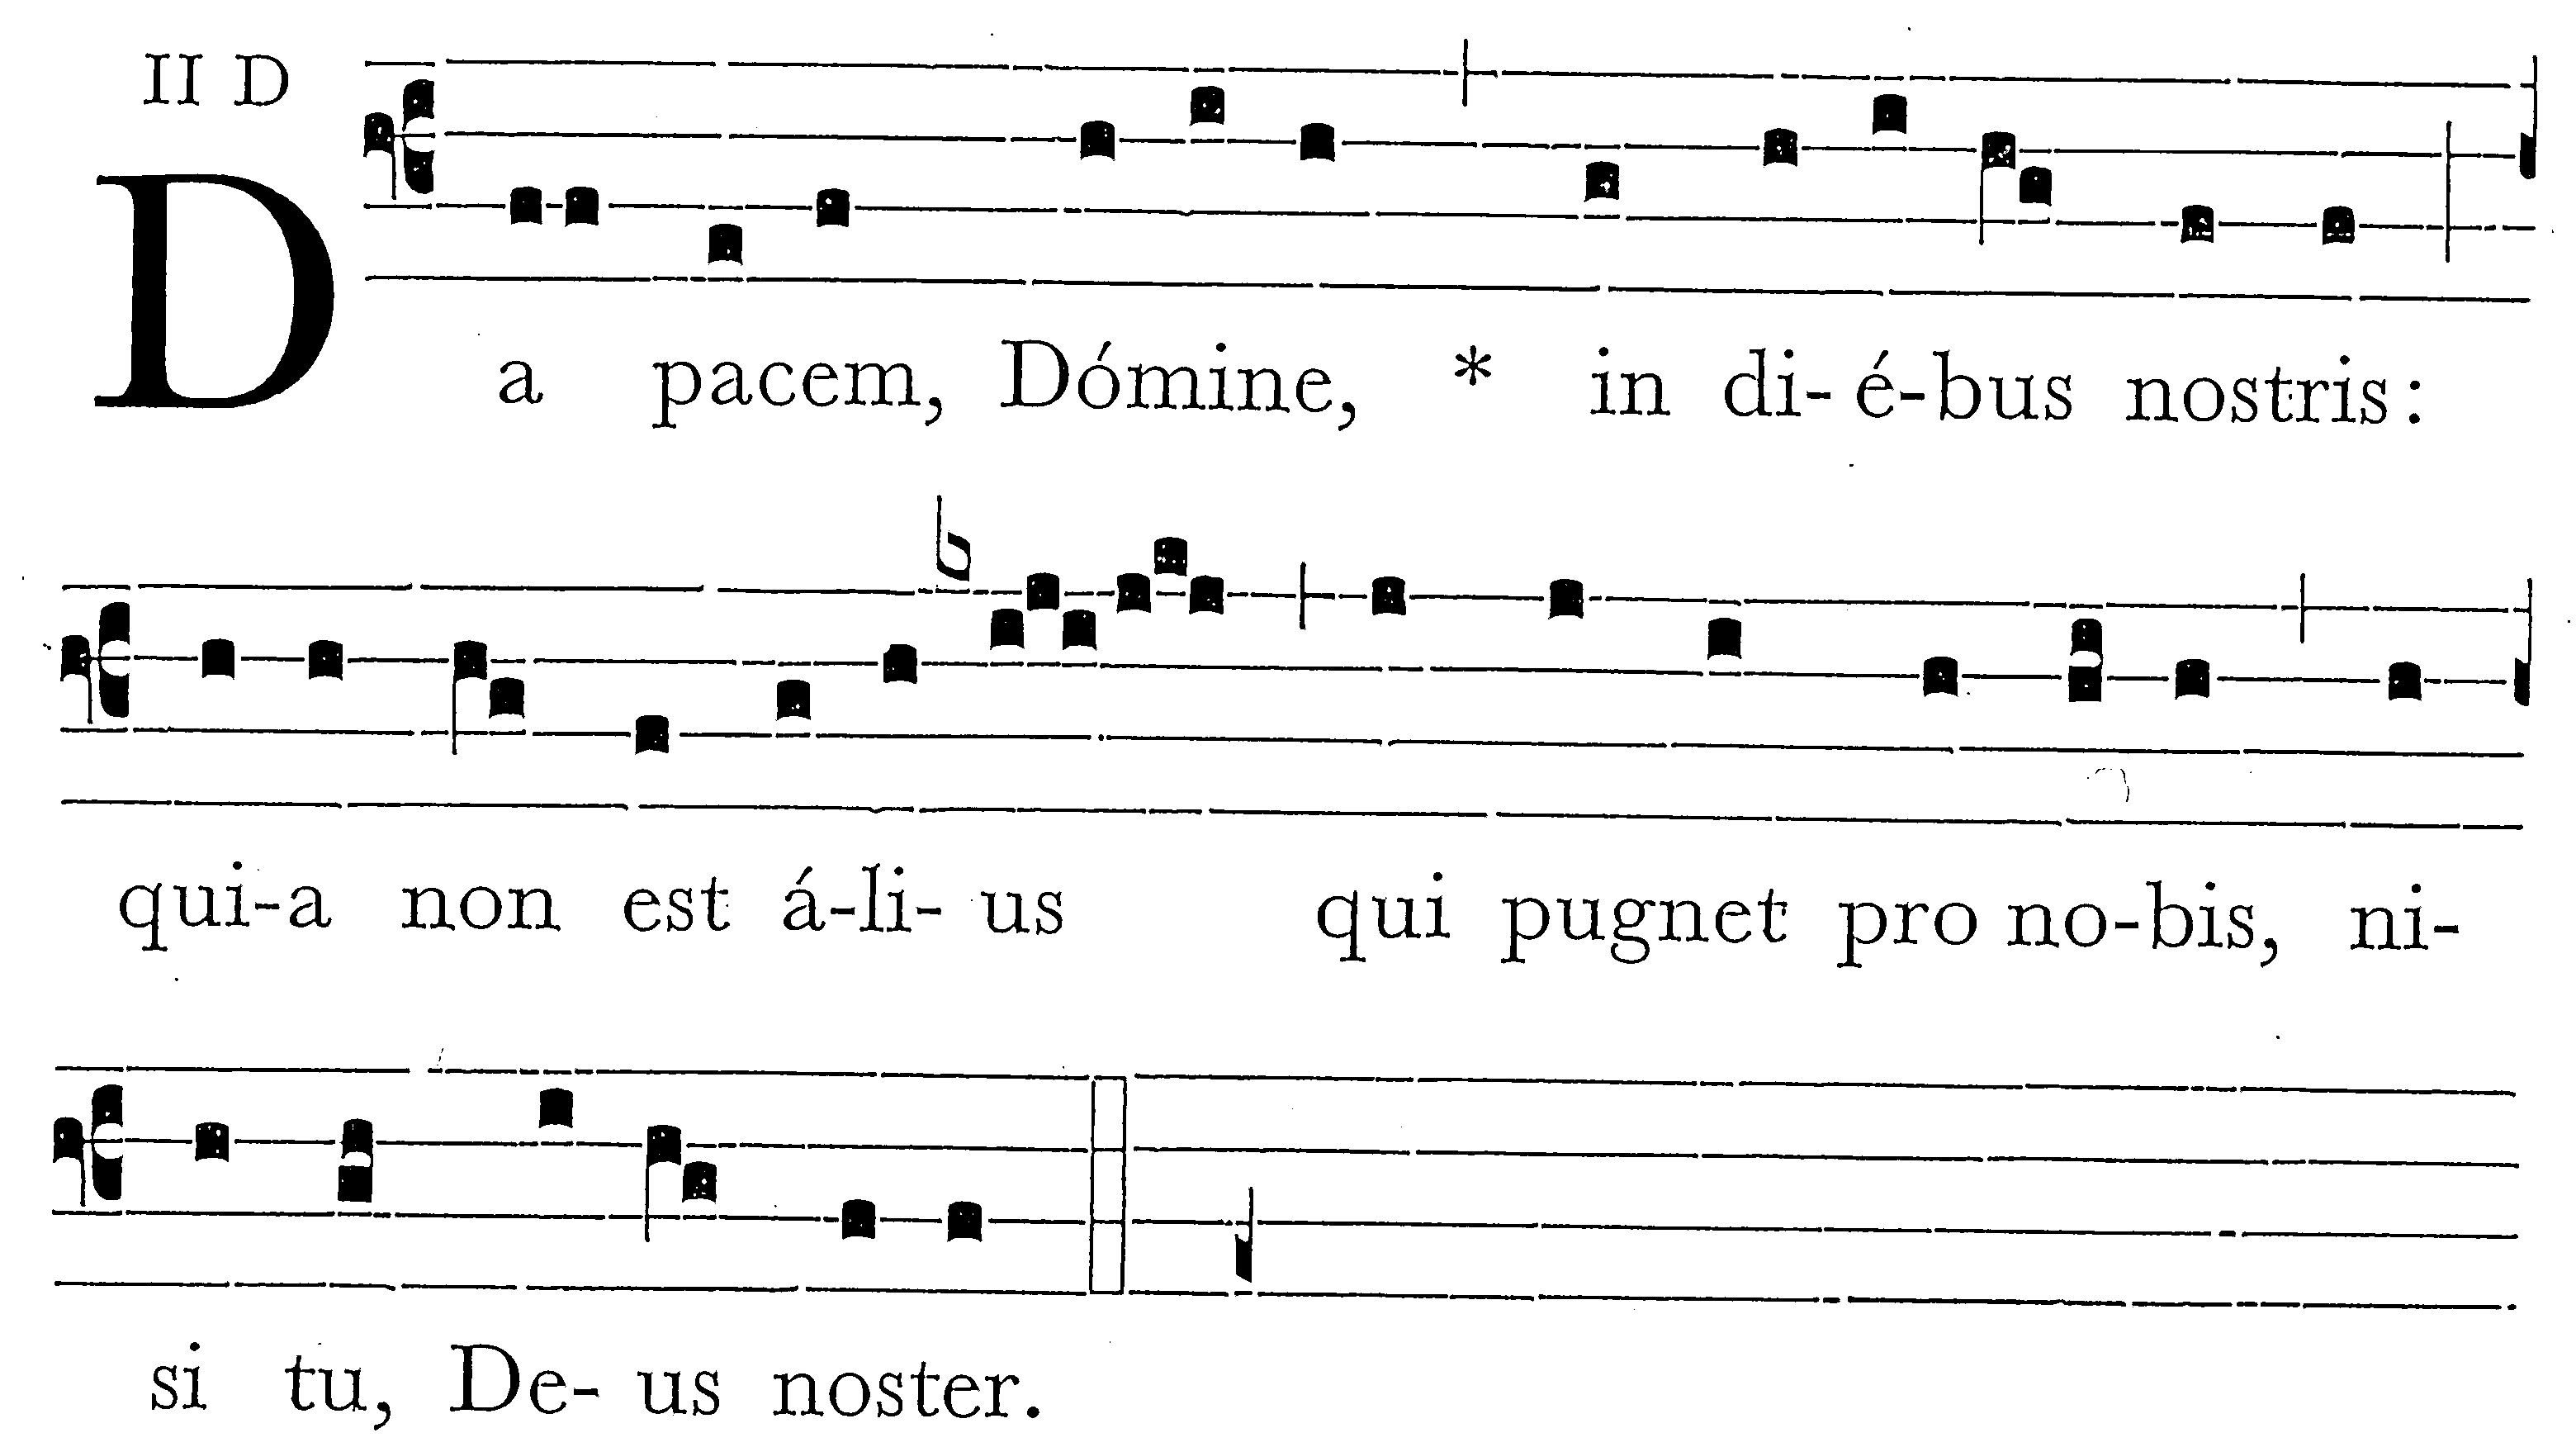 II D
Da pacem, Dómine, * in di- é-bus nostris:
qui-a non est á-li- us qui pugnet pro no-bis, ni-
si tu, De- us noster.